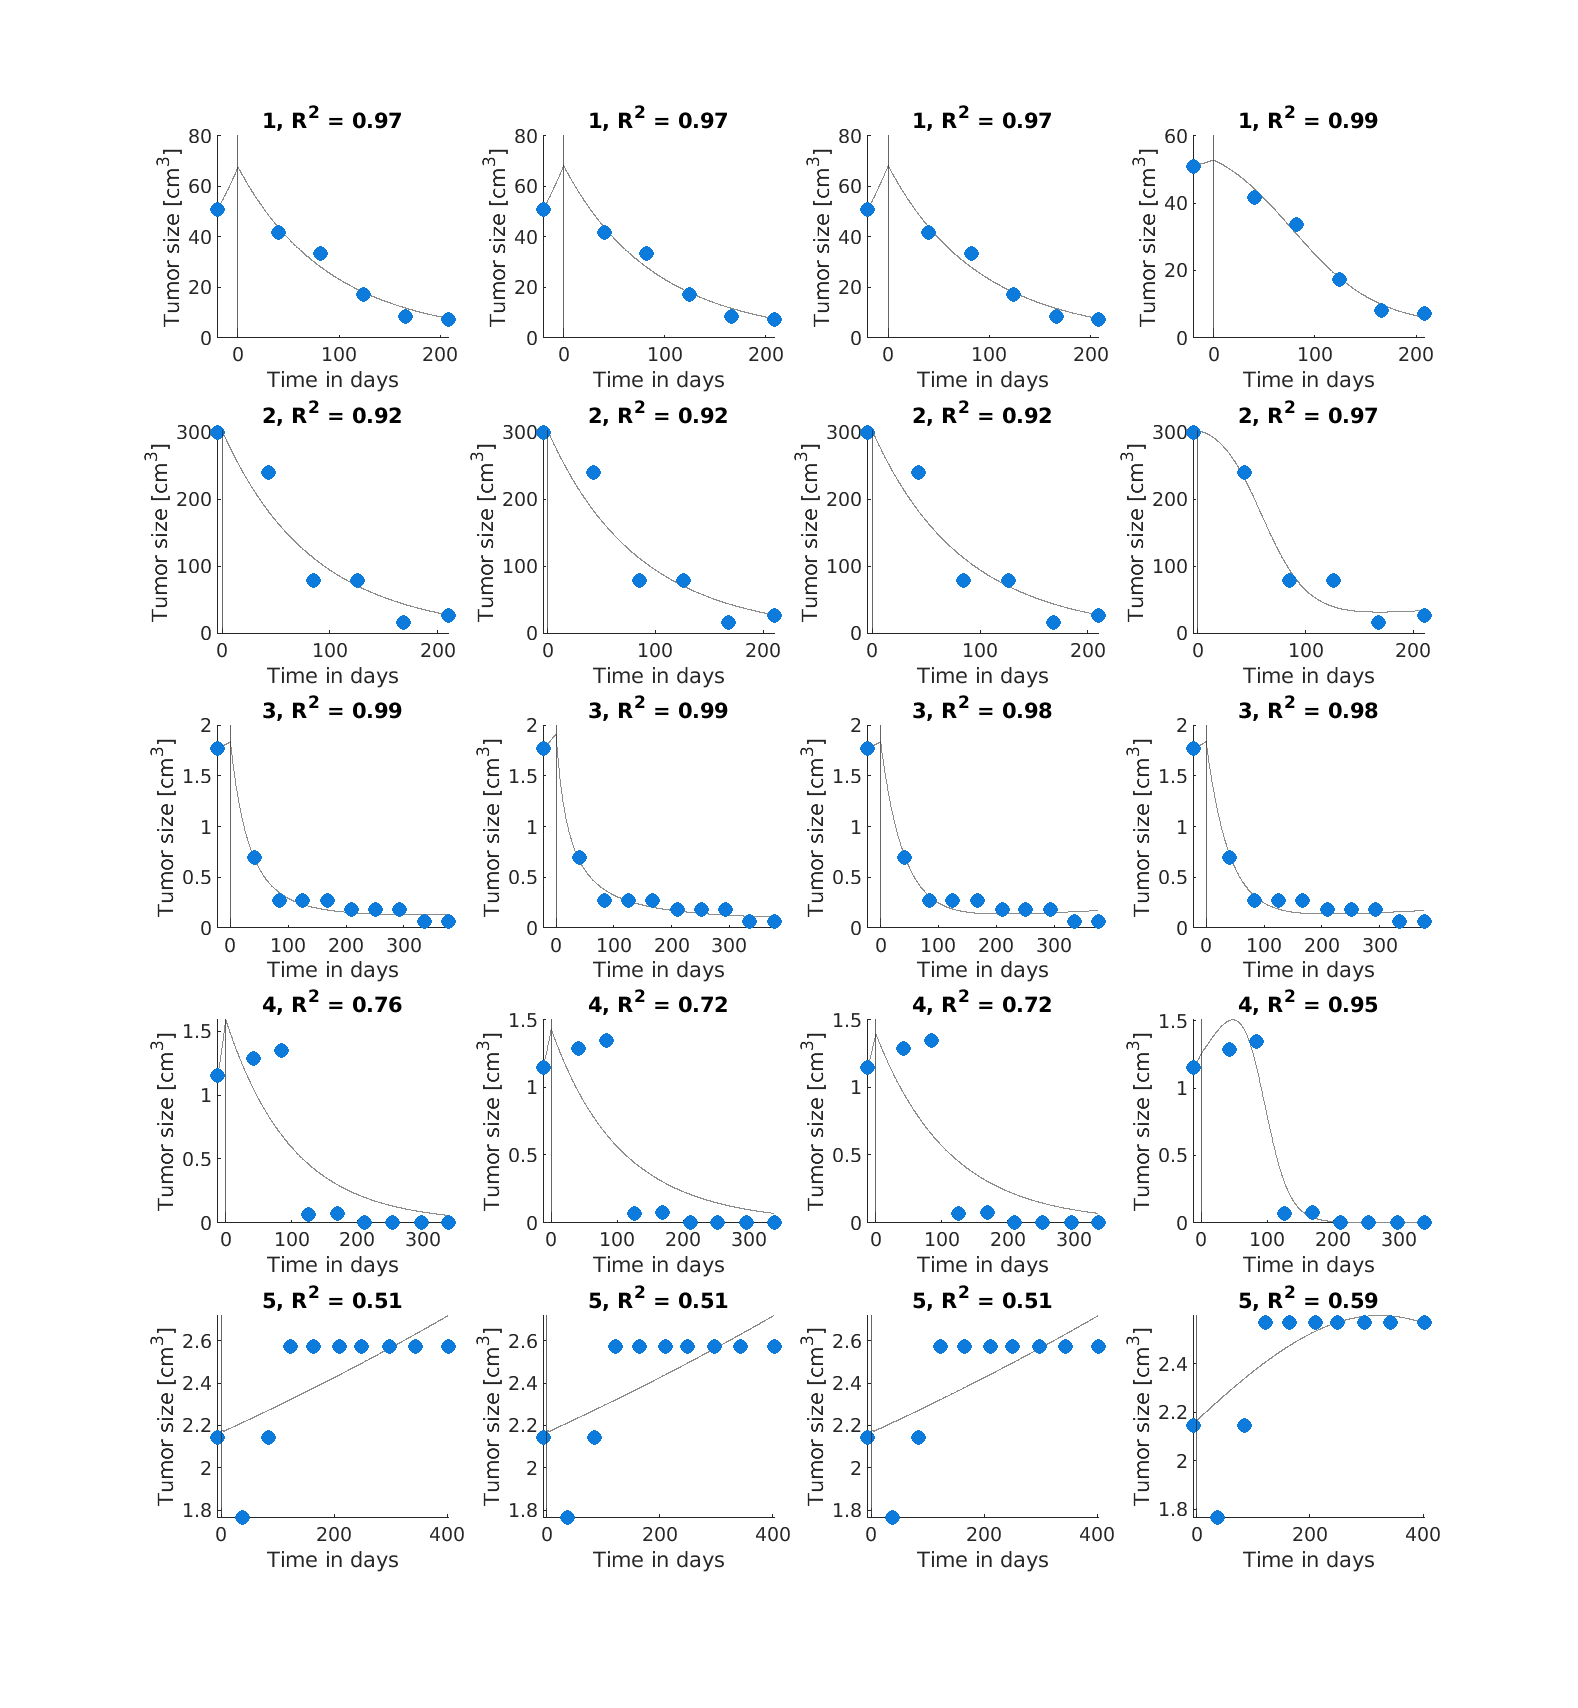 1, R² = 0.97
1, R² = 0.97
1, R² = 0.97
1, R² = 0.99
Tumor size [cm³]
80
60
40
20
0
Tumor size [cm³]
80
60
40
20
0
Tumor size [cm³]
80
60
40
20
0
Tumor size [cm³]
60
40
20
0
0 100 200
0 100 200
0 100 200
0 100 200
Time in days
Time in days
Time in days
Time in days
2, R² = 0.92
2, R² = 0.92
2, R² = 0.92
2, R² = 0.97
Tumor size [cm³]
300
200
100
0
Tumor size [cm³]
300
200
100
0
Tumor size [cm³]
300
200
100
0
Tumor size [cm³]
300
200
100
0
0 100 200
0 100 200
0 100 200
0 100 200
Time in days
Time in days
Time in days
Time in days
3, R² = 0.99
3, R² = 0.99
3, R² = 0.98
3, R² = 0.98
Tumor size [cm³]
2
1.5
1
0.5
0
Tumor size [cm³]
2
1.5
1
0.5
0
Tumor size [cm³]
2
1.5
1
0.5
0
Tumor size [cm³]
2
1.5
1
0.5
0
0 100 200 300
0 100 200 300
0 100 200 300
0 100 200 300
Time in days
Time in days
Time in days
Time in days
4, R² = 0.76
4, R² = 0.72
4, R² = 0.72
4, R² = 0.95
Tumor size [cm³]
1.5
1
0.5
0
Tumor size [cm³]
1.5
1
0.5
0
Tumor size [cm³]
1.5
1
0.5
0
Tumor size [cm³]
1.5
1
0.5
0
0 100 200 300
0 100 200 300
0 100 200 300
0 100 200 300
Time in days
Time in days
Time in days
Time in days
5, R² = 0.51
5, R² = 0.51
5, R² = 0.51
5, R² = 0.59
Tumor size [cm³]
2.6
2.4
2.2
2
1.8
Tumor size [cm³]
2.6
2.4
2.2
2
1.8
Tumor size [cm³]
2.6
2.4
2.2
2
1.8
Tumor size [cm³]
2.4
2.2
2
1.8
0 200 400
0 200 400
0 200 400
0 200 400
Time in days
Time in days
Time in days
Time in days